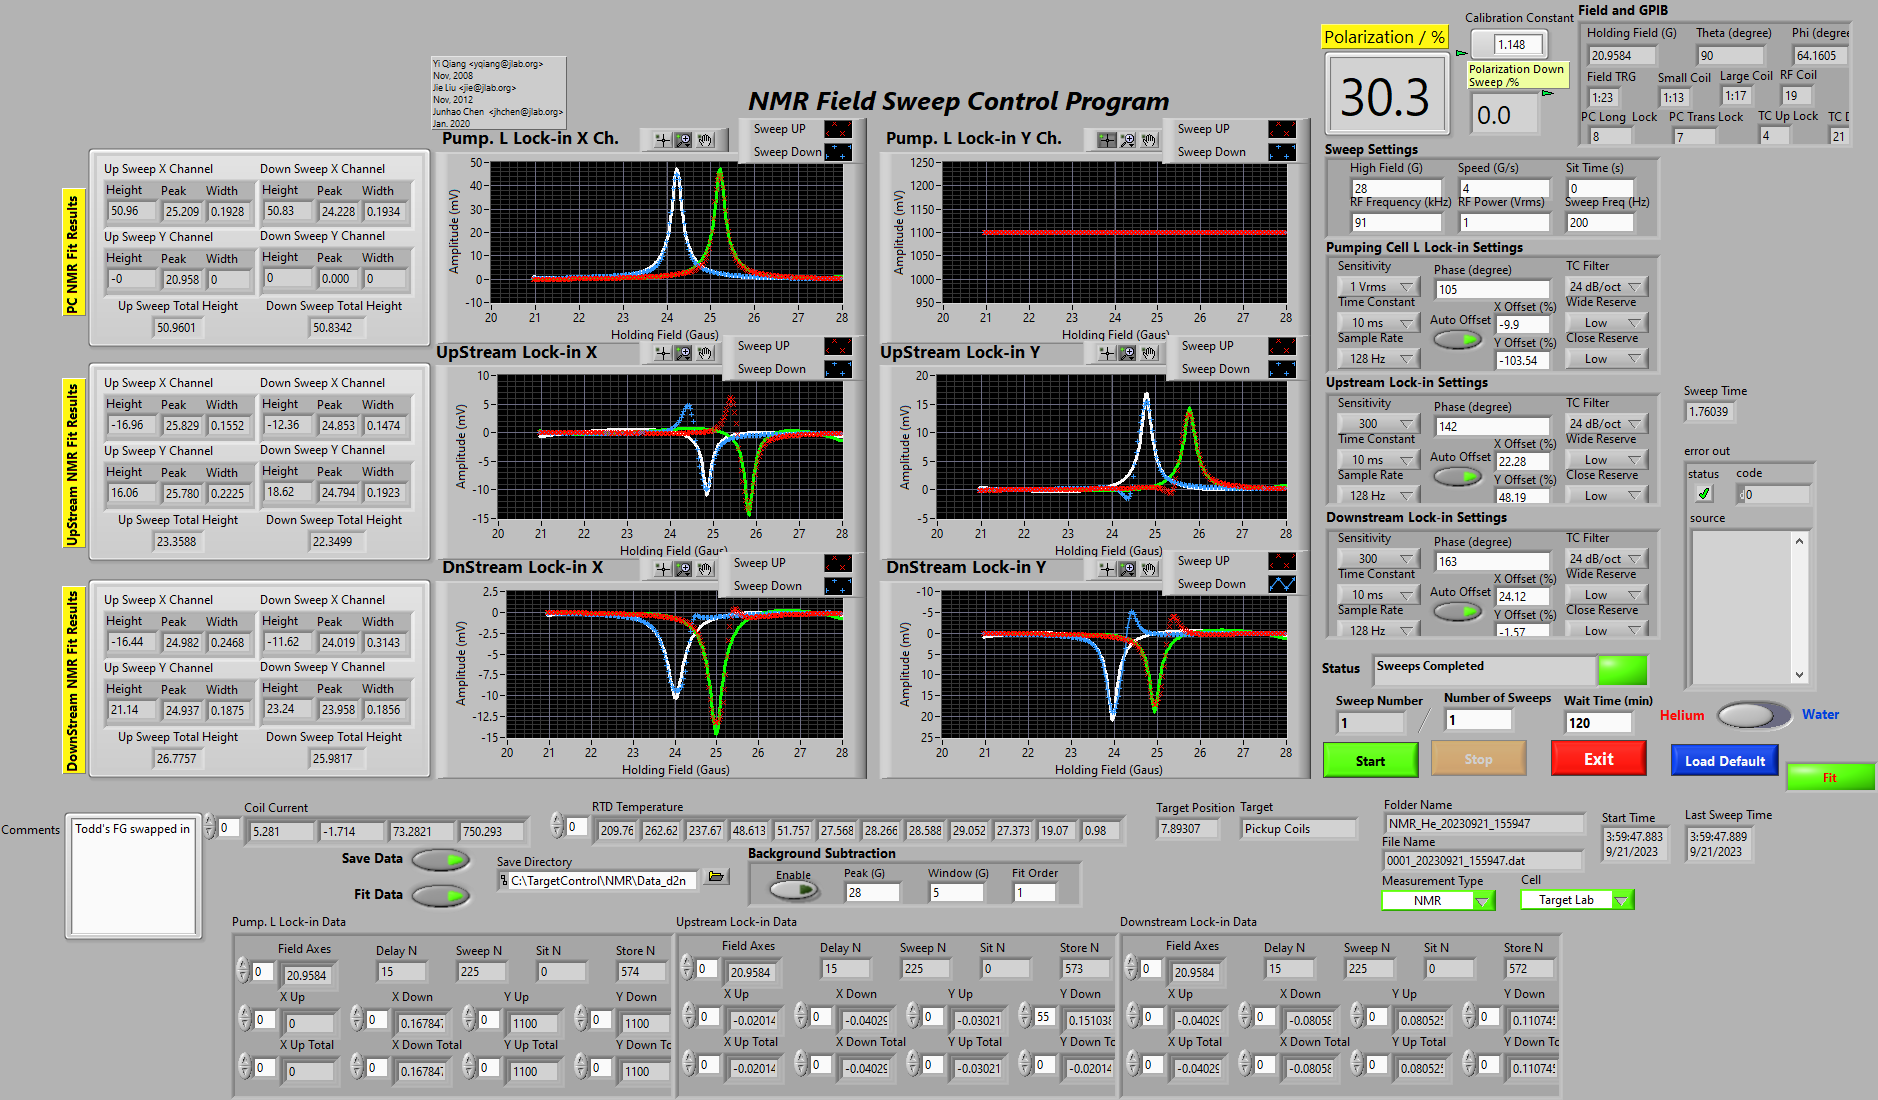 Yi Qiang <yqiang@jlab.org>
Nov, 2008
Jie Liu <jie@jlab.org>
Nov, 2012
Junhao Chen <jhchen@jlab.org>
Jan. 2020
NMR Field Sweep Control Program
Polarization / %
30.3
Calibration Constant
1.148
Polarization Down
Sweep /%
0.0
Field and GPIB
Holding Field (G) Theta (degree) Phi (degree
20.9584 90 64.1605
Field TRG Small Coil Large Coil RF Coil
1:23 1:13 1:17 19
PC Long Lock PC Trans Lock TC Up Lock TC D
8 7 4 21
PC NMR Fit Results
Up Sweep X Channel Down Sweep X Channel
Height Peak Width Height Peak Width
50.96 25.209 0.1928 50.83 24.228 0.1934
Up Sweep Y Channel Down Sweep Y Channel
Height Peak Width Height Peak Width
-0 20.958 0 0 0.000 0
Up Sweep Total Height Down Sweep Total Height
50.9601 50.8342
UpStream NMR Fit Results
Up Sweep X Channel Down Sweep X Channel
Height Peak Width Height Peak Width
-16.96 25.829 0.1552 -12.36 24.853 0.1474
Up Sweep Y Channel Down Sweep Y Channel
Height Peak Width Height Peak Width
16.06 25.780 0.2225 18.62 24.794 0.1923
Up Sweep Total Height Down Sweep Total Height
23.3588 22.3499
DownStream NMR Fit Results
Up Sweep X Channel Down Sweep X Channel
Height Peak Width Height Peak Width
-16.44 24.982 0.2468 -11.62 24.019 0.3143
Up Sweep Y Channel Down Sweep Y Channel
Height Peak Width Height Peak Width
21.14 24.937 0.1875 23.24 23.958 0.1856
Up Sweep Total Height Down Sweep Total Height
26.7757 25.9817
Pump. L Lock-in X Ch.
Sweep UP
Sweep Down
Amplitude (mV)
50
40
30
20
10
0
-10
20 21 22 23 24 25 26 27 28
Holding Field (Gaus)
Pump. L Lock-in Y Ch.
Sweep UP
Sweep Down
Amplitude (mV)
1250
1200
1150
1100
1050
1000
950
20 21 22 23 24 25 26 27 28
Holding Field (Gaus)
UpStream Lock-in X
Sweep UP
Sweep Down
Amplitude (mV)
10
5
0
-5
-10
-15
20 21 22 23 24 25 26 27 28
Holding Field (Gaus)
UpStream Lock-in Y
Sweep UP
Sweep Down
Amplitude (mV)
20
15
10
5
0
-5
20 21 22 23 24 25 26 27 28
Holding Field (Gaus)
DnStream Lock-in X
Sweep UP
Sweep Down
Amplitude (mV)
2.5
0
-2.5
-5
-7.5
-10
-12.5
-15
20 21 22 23 24 25 26 27 28
Holding Field (Gaus)
DnStream Lock-in Y
Sweep UP
Sweep Down
Amplitude (mV)
-10
-5
0
5
10
15
20
25
20 21 22 23 24 25 26 27 28
Holding Field (Gaus)
Sweep Settings
High Field (G) Speed (G/s) Sit Time (s)
28 4 0
RF Frequency (kHz) RF Power (Vrms) Sweep Freq (Hz)
91 1 200
Pumping Cell L Lock-in Settings
Sensitivity Phase (degree) TC Filter
1 Vrms 105 24 dB/oct
Time Constant X Offset (%) Wide Reserve
10 ms Auto Offset -9.9 Low
Sample Rate Y Offset (%) Close Reserve
128 Hz -103.54 Low
Upstream Lock-in Settings
Sensitivity Phase (degree) TC Filter
300 142 24 dB/oct
Time Constant X Offset (%) Wide Reserve
10 ms Auto Offset 22.28 Low
Sample Rate Y Offset (%) Close Reserve
128 Hz 48.19 Low
Downstream Lock-in Settings
Sensitivity Phase (degree) TC Filter
300 163 24 dB/oct
Time Constant X Offset (%) Wide Reserve
10 ms Auto Offset 24.12 Low
Sample Rate Y Offset (%) Close Reserve
128 Hz -1.57 Low
Sweep Time
1.76039
error out
status code
0
source
Status Sweeps Completed
Sweep Number Number of Sweeps Wait Time (min)
1 / 1 120
Helium Water
Start Stop Exit Load Default Fit
Comments
Todd's FG swapped in
Coil Current
0 5.281 -1.714 73.2821 750.293
RTD Temperature
0 209.76 262.62 237.67 48.613 51.757 27.568 28.266 28.588 29.052 27.373 19.07 0.98
Target Position Target
7.89307 Pickup Coils
Folder Name
NMR_He_20230921_155947
File Name
0001_20230921_155947.dat
Start Time
3:59:47.883
9/21/2023
Last Sweep Time
3:59:47.889
9/21/2023
Measurement Type Cell
NMR Target Lab
Save Data
Fit Data
Save Directory
C:\TargetControl\NMR\Data_d2n
Background Subtraction
Enable Peak (G) Window (G) Fit Order
28 5 1
Pump. L Lock-in Data
Field Axes Delay N Sweep N Sit N Store N
0 20.9584 15 225 0 574
X Up X Down Y Up Y Down
0 0 0 0.167847 0 1100 0 1100
X Up Total X Down Total Y Up Total Y Down To
0 0 0 0.167847 0 1100 0 1100
Upstream Lock-in Data
Field Axes Delay N Sweep N Sit N Store N
0 20.9584 15 225 0 573
X Up X Down Y Up Y Down
0 -0.02014 0 -0.04029 0 -0.03021 55 0.151038
X Up Total X Down Total Y Up Total Y Down To
0 -0.02014 0 -0.04029 0 -0.03021 0 -0.02014
Downstream Lock-in Data
Field Axes Delay N Sweep N Sit N Store N
0 20.9584 15 225 0 572
X Up X Down Y Up Y Down
0 -0.04029 0 -0.08058 0 0.08052 0 0.110745
X Up Total X Down Total Y Up Total Y Down To
0 -0.04029 0 -0.08058 0 0.08052 0 0.110745